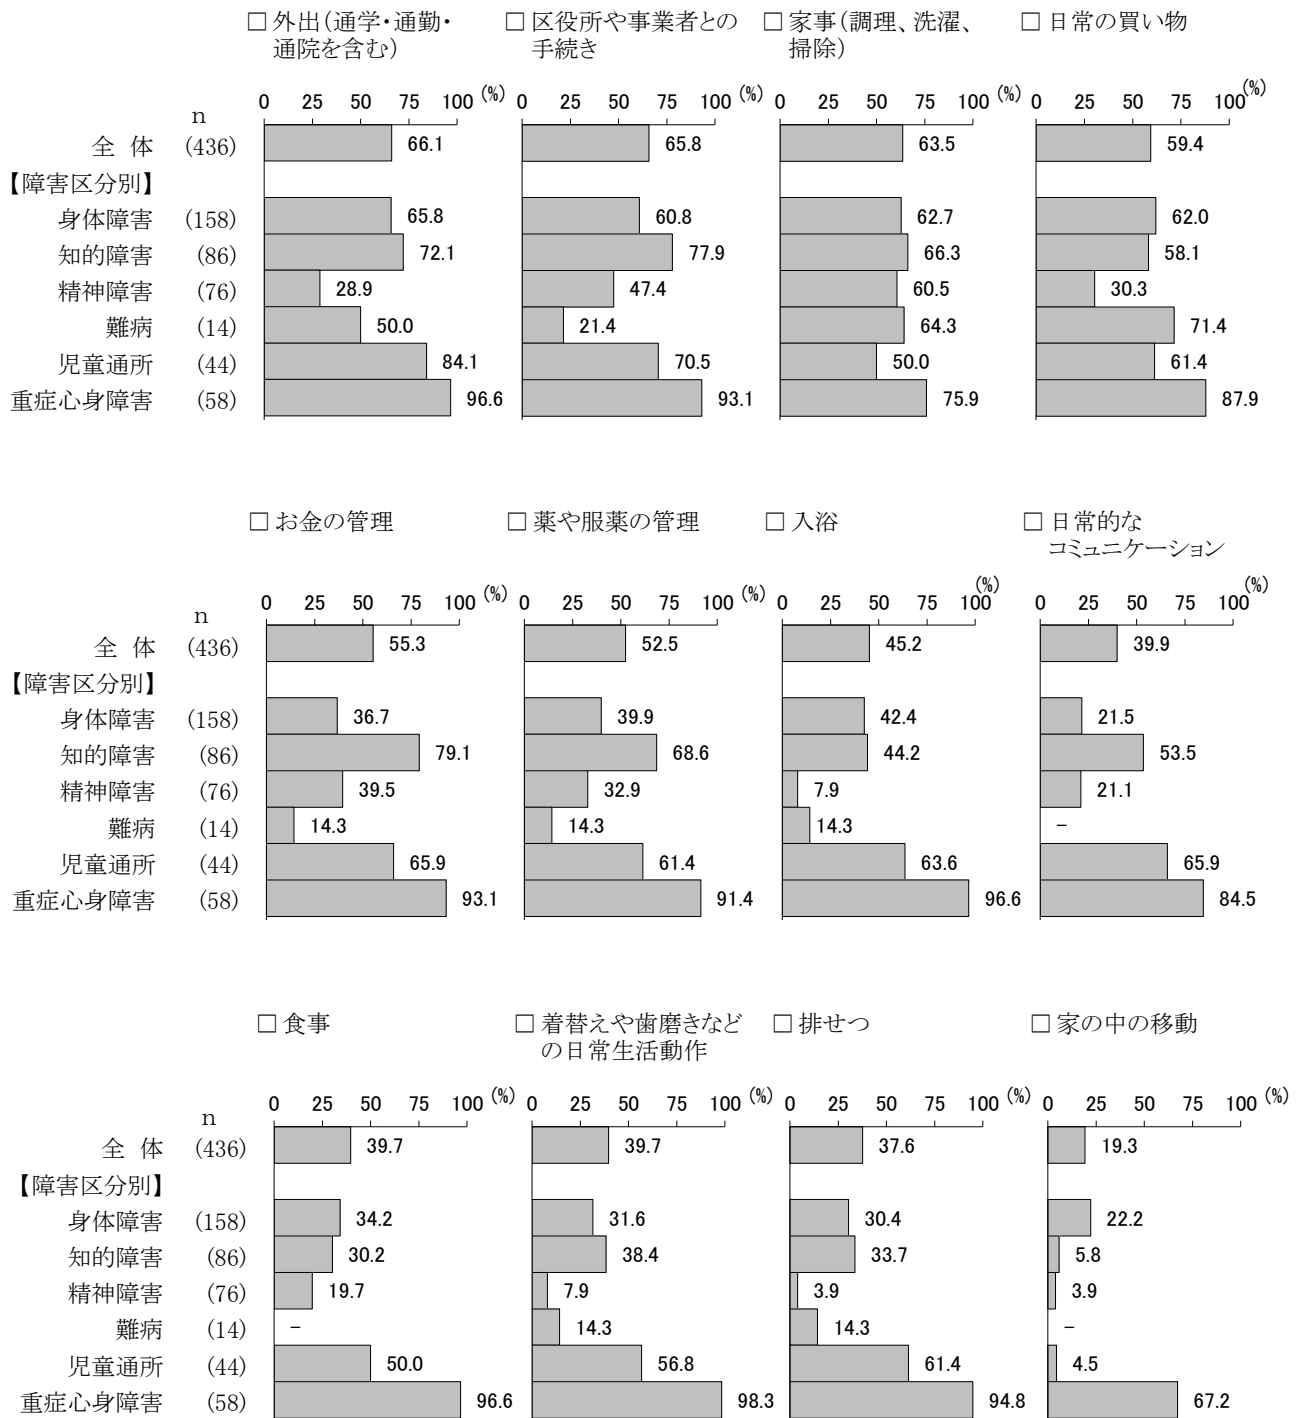 □ 外出(通学・通勤・ □ 区役所や事業者との □ 家事(調理、洗濯、 □ 日常の買い物
通院を含む) 手続き 掃除)
0 25 50 75 100 (%) 0 25 50 75 100 (%) 0 25 50 75 100 (%) 0 25 50 75 100 (%)
n
全 体 (436) 66.1 65.8 63.5 59.4
【障害区分別】
身体障害 (158) 65.8 60.8 62.7 62.0
知的障害 (86) 72.1 77.9 66.3 58.1
精神障害 (76) 28.9 47.4 60.5 30.3
難病 (14) 50.0 21.4 64.3 71.4
児童通所 (44) 84.1 70.5 50.0 61.4
重症心身障害 (58) 96.6 93.1 75.9 87.9
□ お金の管理 □ 薬や服薬の管理 □ 入浴 □ 日常的な
コミュニケーション
0 25 50 75 100 (%) 0 25 50 75 100 (%) 0 25 50 75 100 (%) 0 25 50 75 100 (%)
n
全 体 (436) 55.3 52.5 45.2 39.9
【障害区分別】
身体障害 (158) 36.7 39.9 42.4 21.5
知的障害 (86) 79.1 68.6 44.2 53.5
精神障害 (76) 39.5 32.9 7.9 21.1
難病 (14) 14.3 14.3 14.3 -
児童通所 (44) 65.9 61.4 63.6 65.9
重症心身障害 (58) 93.1 91.4 96.6 84.5
□ 食事 □ 着替えや歯磨きなど □ 排せつ □ 家の中の移動
の日常生活動作
0 25 50 75 100 (%) 0 25 50 75 100 (%) 0 25 50 75 100 (%) 0 25 50 75 100 (%)
n
全 体 (436) 39.7 39.7 37.6 19.3
【障害区分別】
身体障害 (158) 34.2 31.6 30.4 22.2
知的障害 (86) 30.2 38.4 33.7 5.8
精神障害 (76) 19.7 7.9 3.9 3.9
難病 (14) - 14.3 14.3 -
児童通所 (44) 50.0 56.8 61.4 4.5
重症心身障害 (58) 96.6 98.3 94.8 67.2